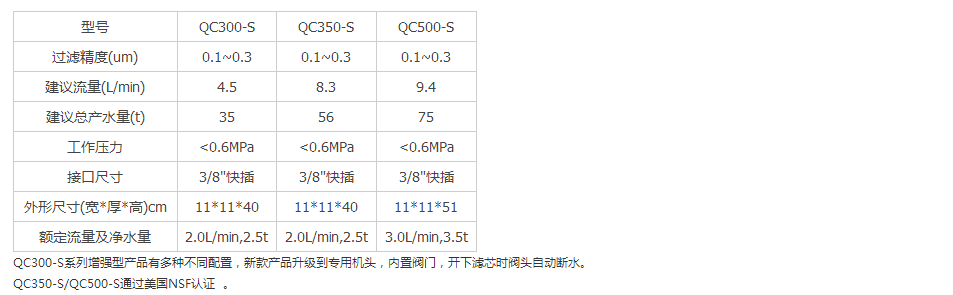 型号 QC300-S QC350-S QC500-S
过滤精度(um) 0.1~0.3 0.1~0.3 0.1~0.3
建议流量(L/min) 4.5 8.3 9.4
建议总产水量(t) 35 56 75
工作压力 <0.6MPa <0.6MPa <0.6MPa
接口尺寸 3/8"快插 3/8"快插 3/8"快插
外形尺寸(宽*厚*高)cm 11*11*40 11*11*40 11*11*51
额定流量及净水量 2.0L/min,2.5t 2.0L/min,2.5t 3.0L/min,3.5t
QC300-S系列增强型产品有多种不同配置，新款产品升级到专用机头，内置阀门，开下滤芯时阀头自动断水。
QC350-S/QC500-S通过美国NSF认证 。